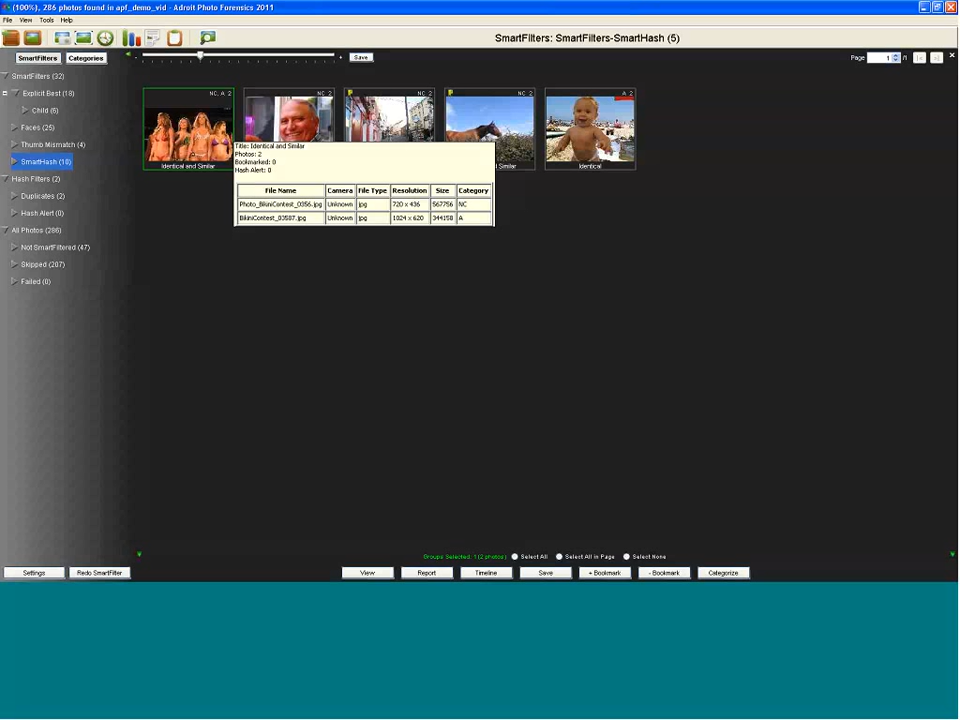 (100%), 286 photos found in apf_demo_vid - Adroit Photo Forensics 2011
File View Tools Help
SmartFilters: SmartFilters-SmartHash (5)
SmartFilters Categories
- + Save
Page 1 /1
SmartFilters (32)
Explicit Best (18)
Child (6)
Faces (25)
Thumb Mismatch (4)
SmartHash (10)
Hash Filters (2)
Duplicates (2)
Hash Alert (0)
All Photos (286)
Not SmartFiltered (47)
Skipped (207)
Failed (0)
NC, A 2
NC 2
NC 2
NC 2
A 2
Identical and Similar
Similar
Identical
Title: Identical and Similar
Photos: 2
Bookmarked: 0
Hash Alert: 0
File Name Camera File Type Resolution Size Category
Photo_BikiniContest_0356.jpg Unknown jpg 720 x 436 567756 NC
BikiniContest_03587.jpg Unknown jpg 1024 x 620 344158 A
Groups Selected: 1 (2 photos) Select All Select All in Page Select None
Settings Redo SmartFilter View Report Timeline Save + Bookmark - Bookmark Categorize